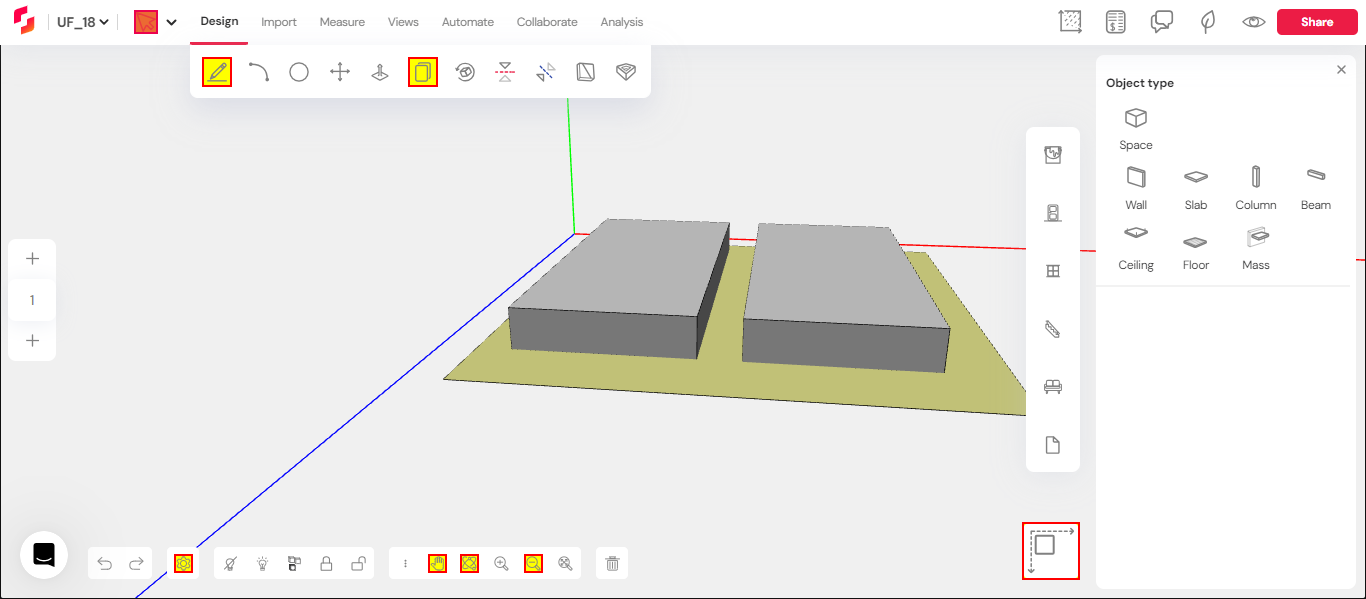 UF_18
Design
Import
Measure
Views
Automate
Collaborate
Analysis
Share
Object type
Space
Wall
Slab
Column
Beam
Ceiling
Floor
Mass
1